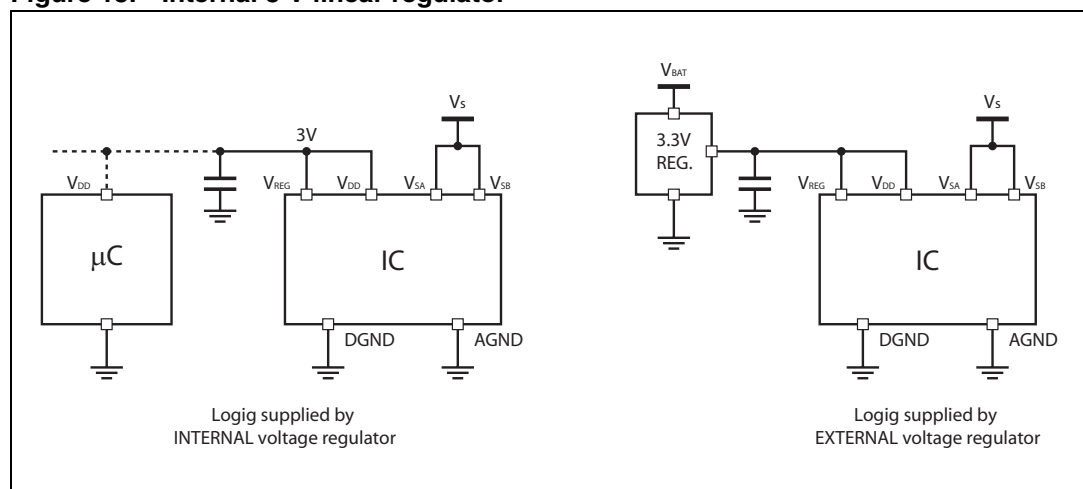 Figure Internal 3 V linear regulator
3V
VDD
VREG
VDD
VSA
VSB
Vs
μC
IC
DGND
AGND
Logig supplied by
INTERNAL voltage regulator
VBAT
3.3V
REG.
Vs
VREG
VDD
VSA
VSB
IC
DGND
AGND
Logig supplied by
EXTERNAL voltage regulator